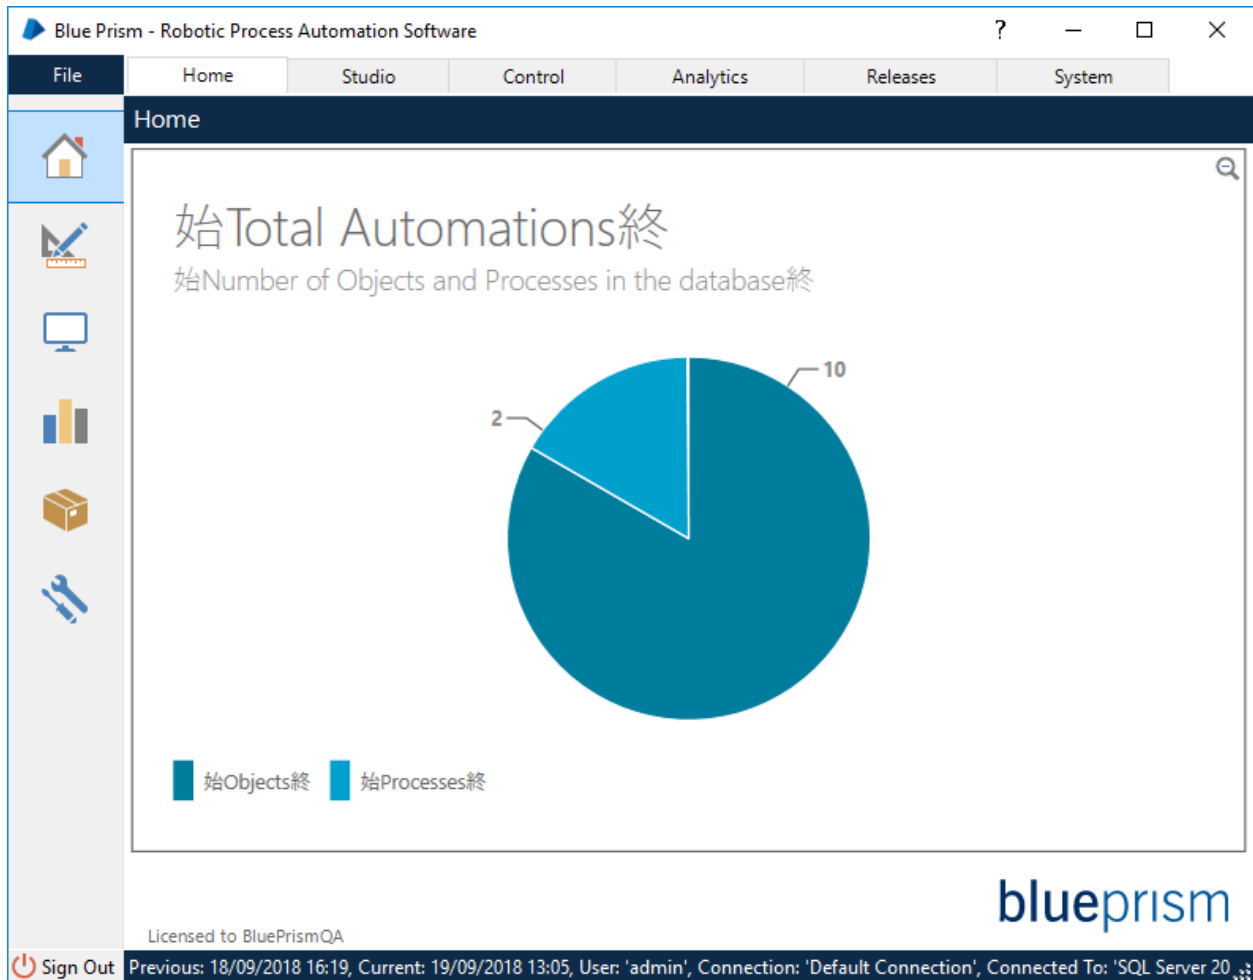 Blue Prism - Robotic Process Automation Software
?
File Home Studio Control Analytics Releases System
Home
始Total Automations終
始Number of Objects and Processes in the database終
10
2
始Objects終 始Processes終
blueprism
Licensed to BluePrismQA
Sign Out Previous: 18/09/2018 16:19, Current: 19/09/2018 13:05, User: 'admin', Connection: 'Default Connection', Connected To: 'SQL Server 20